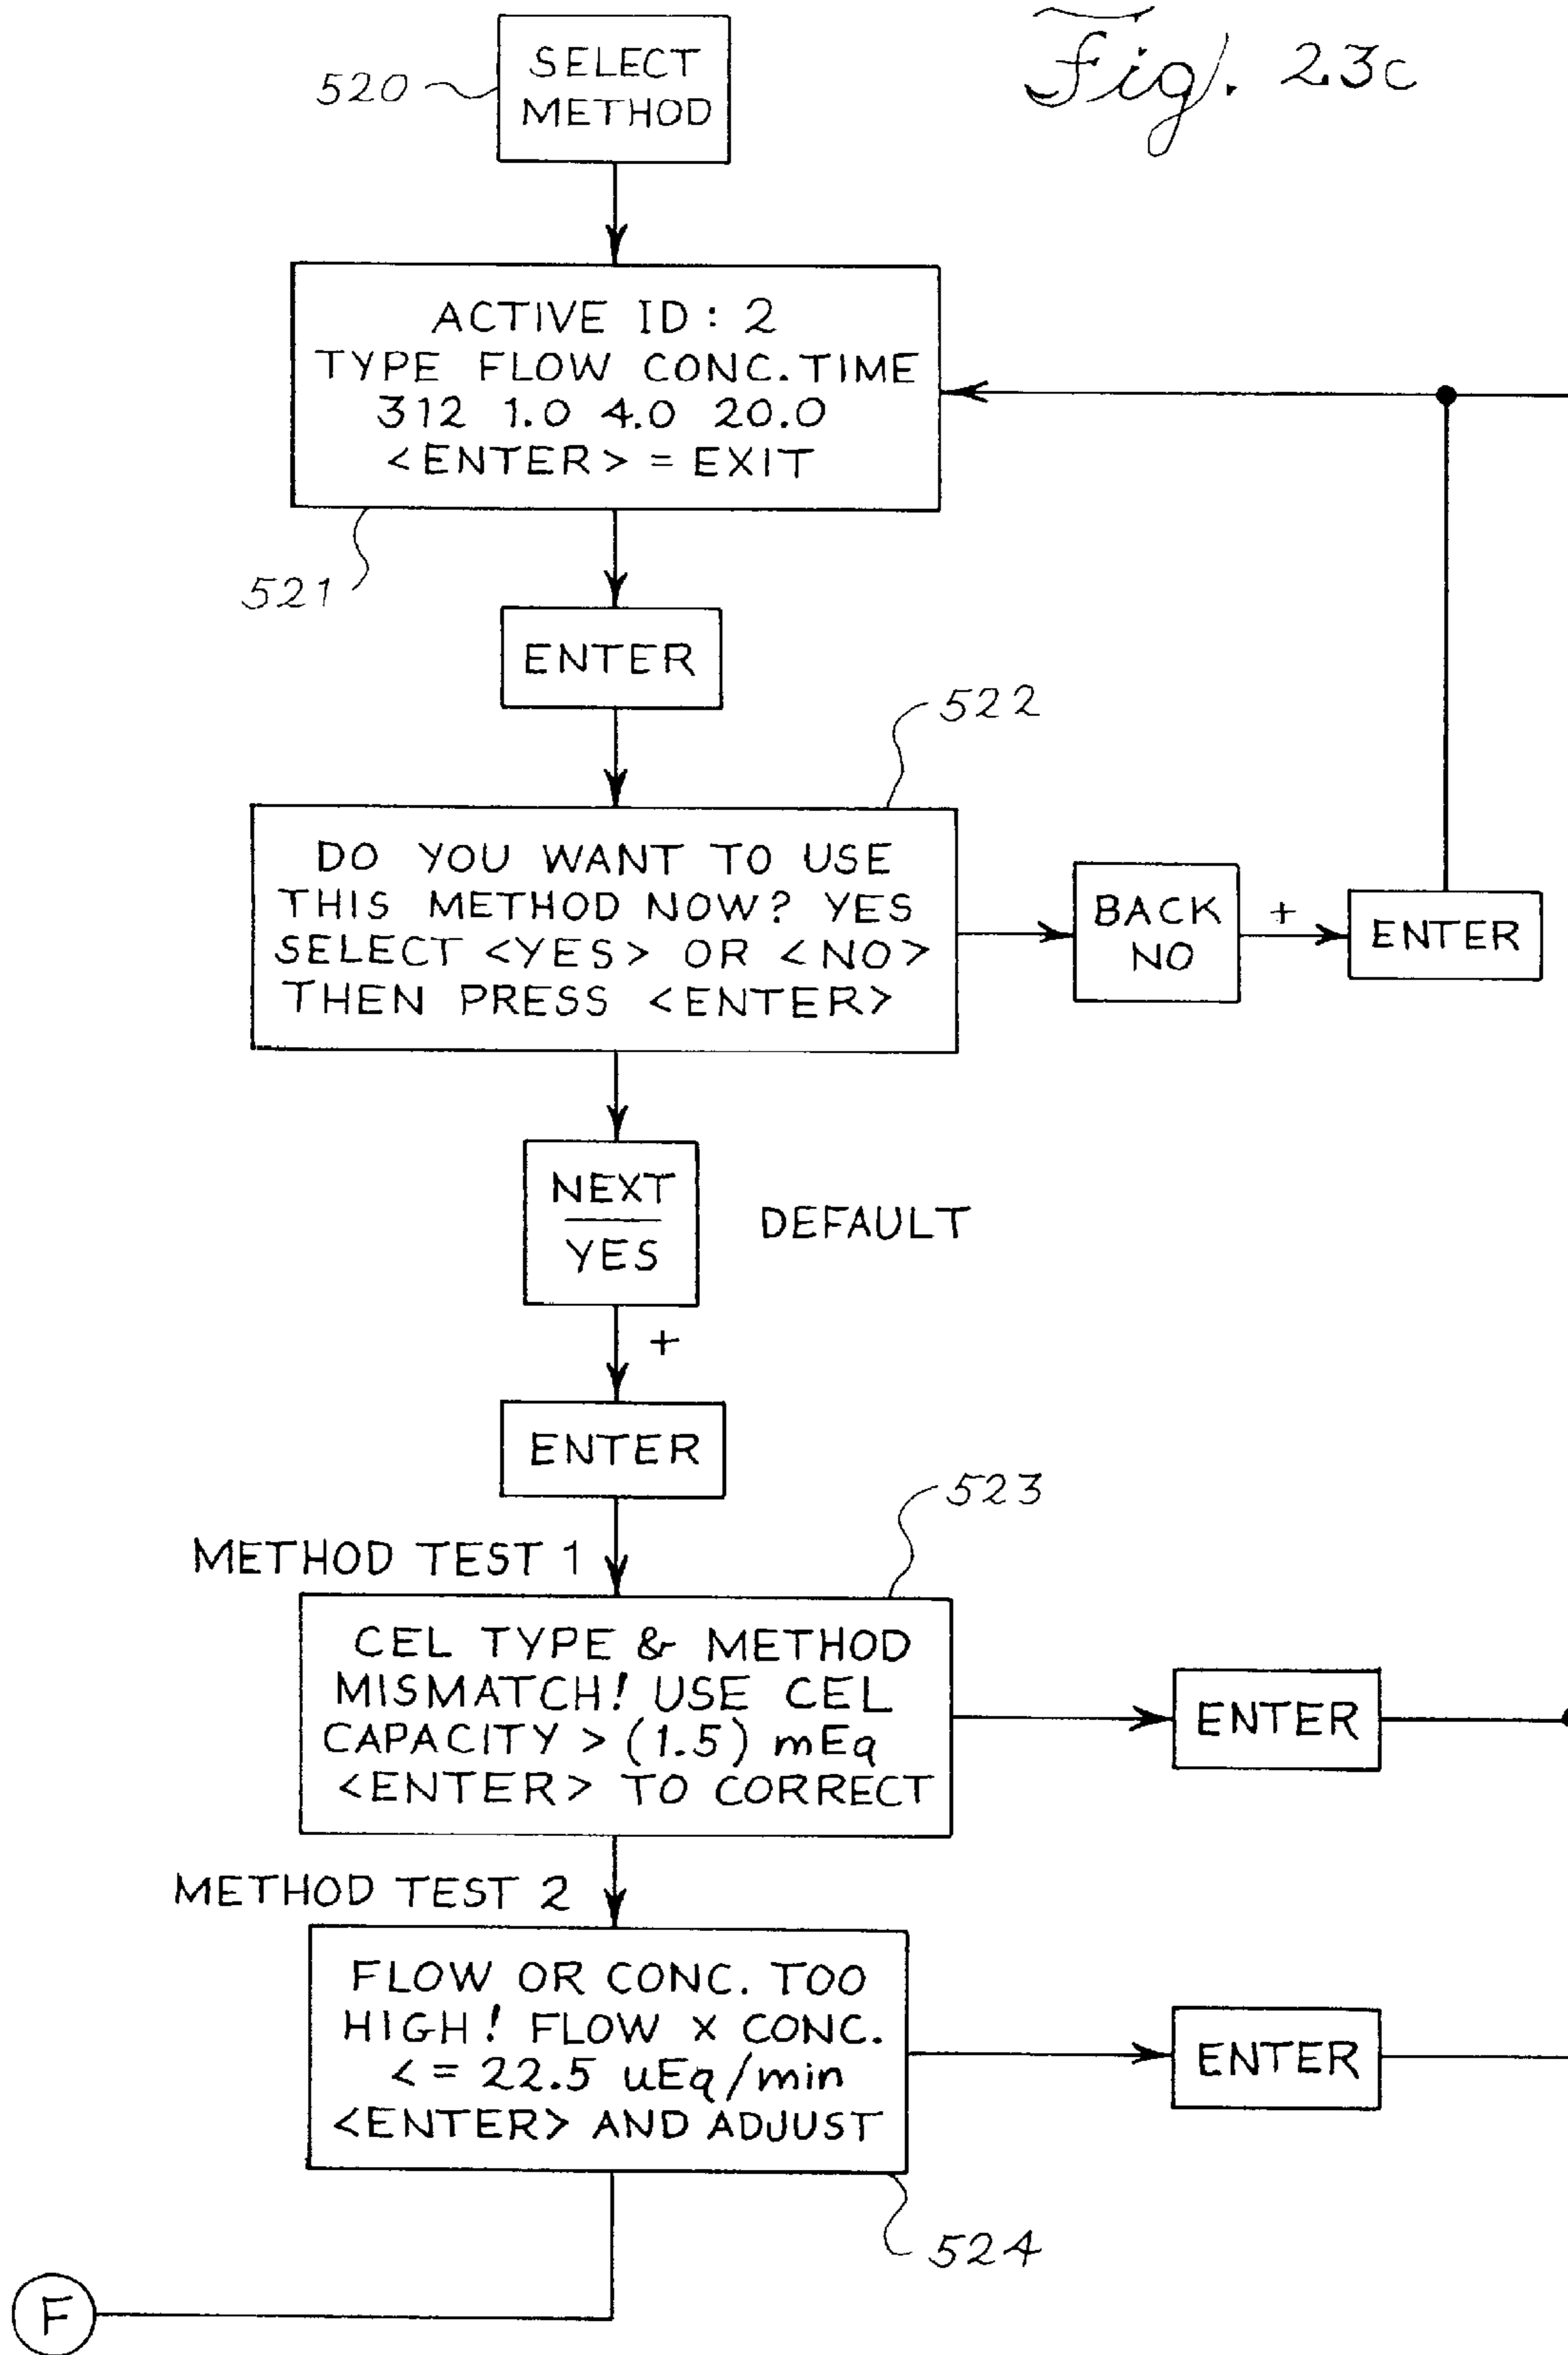 Fig. 23c
520
SELECT
METHOD
ACTIVE ID: 2
TYPE FLOW CONC. TIME
312 1.0 4.0 20.0
<ENTER> = EXIT
521
ENTER
522
DO YOU WANT TO USE
THIS METHOD NOW? YES
SELECT <YES> OR <NO>
THEN PRESS <ENTER>
BACK
NO
+
ENTER
NEXT
YES
DEFAULT
+
ENTER
523
METHOD TEST 1
CEL TYPE & METHOD
MISMATCH! USE CEL
CAPACITY > (1.5) mEq
<ENTER> TO CORRECT
ENTER
METHOD TEST 2
FLOW OR CONC. TOO
HIGH! FLOW X CONC.
<= 22.5 uEq/min
<ENTER> AND ADJUST
ENTER
524
F